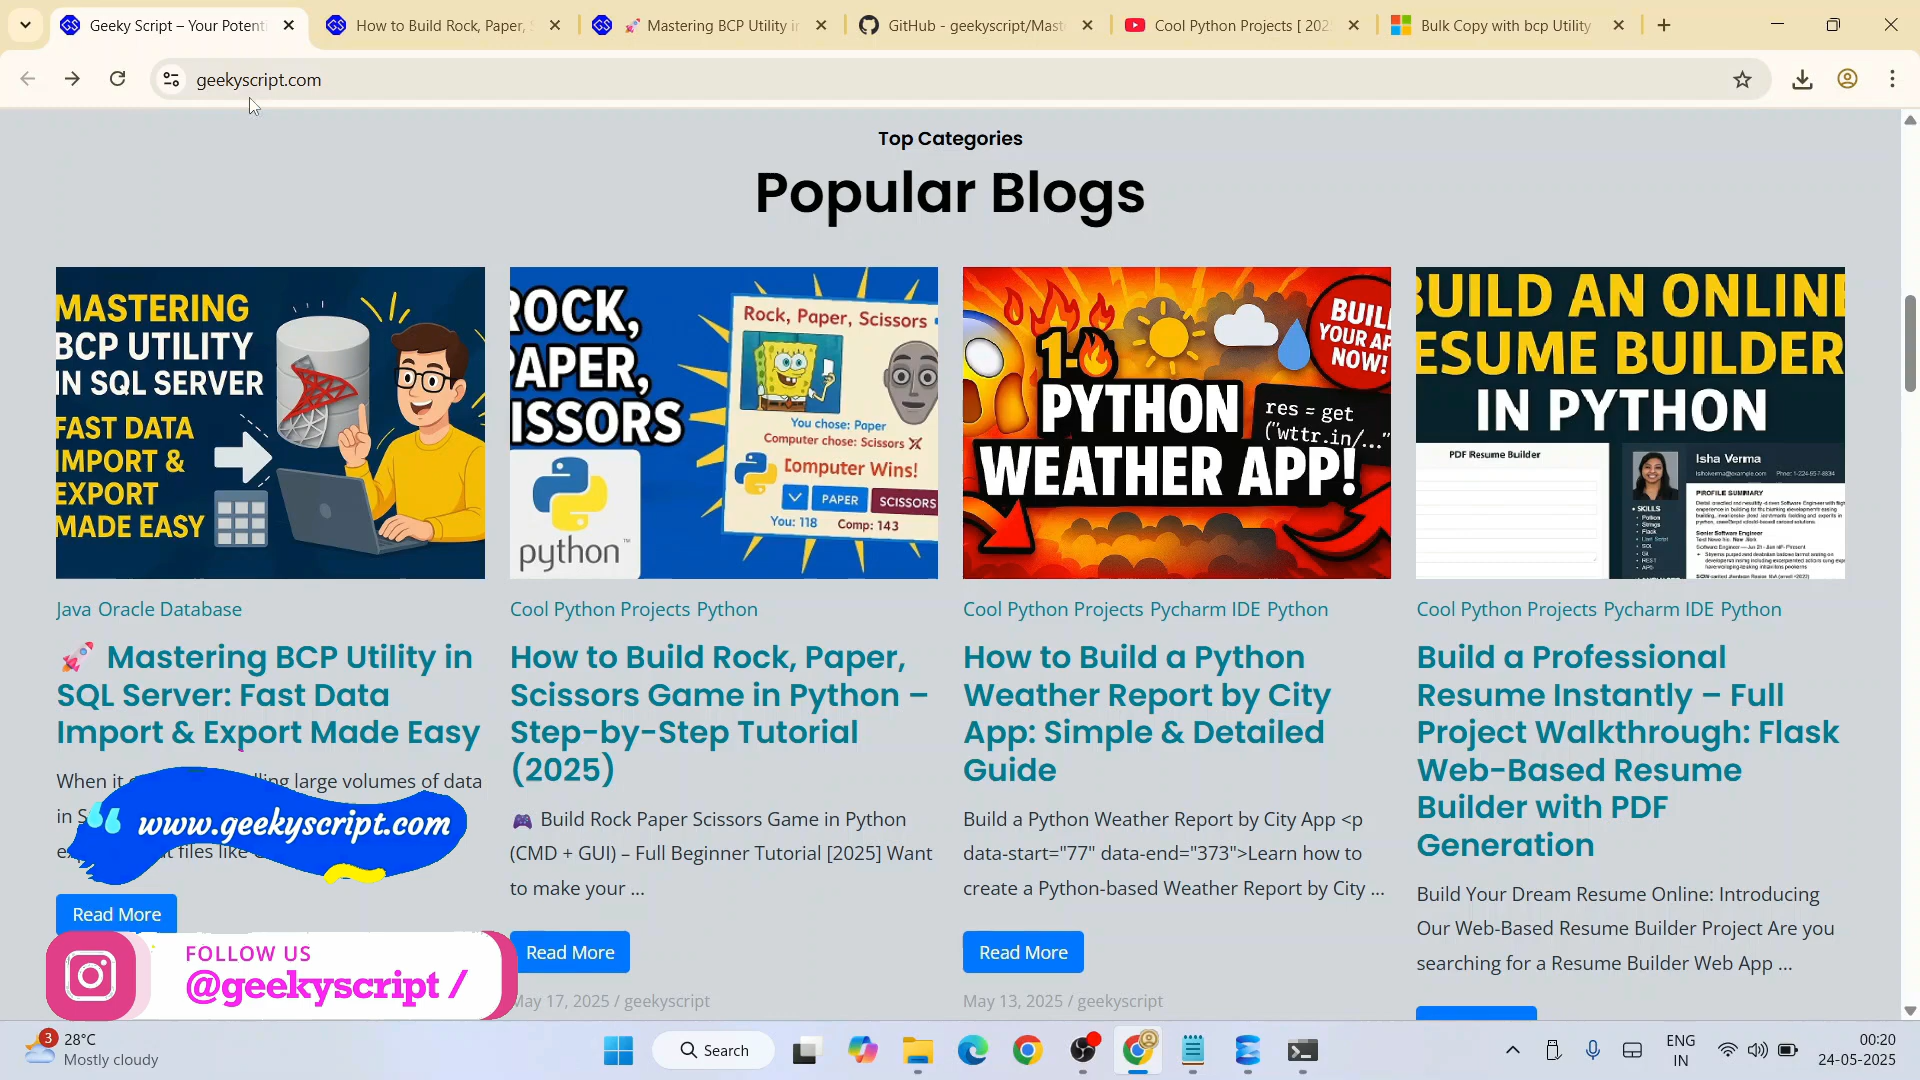 Geeky Script – Your Potenti
How to Build Rock, Paper, S
🚀 Mastering BCP Utility in
GitHub - geekyscript/Maste
Cool Python Projects [ 2025
Bulk Copy with bcp Utility
geekyscript.com
Top Categories
Popular Blogs
MASTERING
BCP UTILITY
IN SQL SERVER
FAST DATA
IMPORT &
EXPORT
MADE EASY
ROCK,
PAPER,
SCISSORS
python
Rock, Paper, Scissors
You chose: Paper
Computer chose: Scissors
Computer Wins!
PAPER
SCISSORS
You: 118 Comp: 143
1-🔥
PYTHON
WEATHER APP!
BUIL
YOUR AP
NOW!
res = get
("wttr.in/..."
BUILD AN ONLINE
RESUME BUILDER
IN PYTHON
PDF Resume Builder
Isha Verma
PROFILE SUMMARY
SKILLS
Java Oracle Database
🚀 Mastering BCP Utility in
SQL Server: Fast Data
Import & Export Made Easy
When it
large volumes of data
files like
Read More
Cool Python Projects Python
How to Build Rock, Paper,
Scissors Game in Python –
Step-by-Step Tutorial
(2025)
🎮 Build Rock Paper Scissors Game in Python
(CMD + GUI) – Full Beginner Tutorial [2025] Want
to make your ...
Read More
May 17, 2025 / geekyscript
Cool Python Projects Pycharm IDE Python
How to Build a Python
Weather Report by City
App: Simple & Detailed
Guide
Build a Python Weather Report by City App <p
data-start="77" data-end="373">Learn how to
create a Python-based Weather Report by City ...
Read More
May 13, 2025 / geekyscript
Cool Python Projects Pycharm IDE Python
Build a Professional
Resume Instantly – Full
Project Walkthrough: Flask
Web-Based Resume
Builder with PDF
Generation
Build Your Dream Resume Online: Introducing
Our Web-Based Resume Builder Project Are you
searching for a Resume Builder Web App ...
www.geekyscript.com
FOLLOW US
@geekyscript /
3
28°C
Mostly cloudy
Search
ENG
IN
00:20
24-05-2025